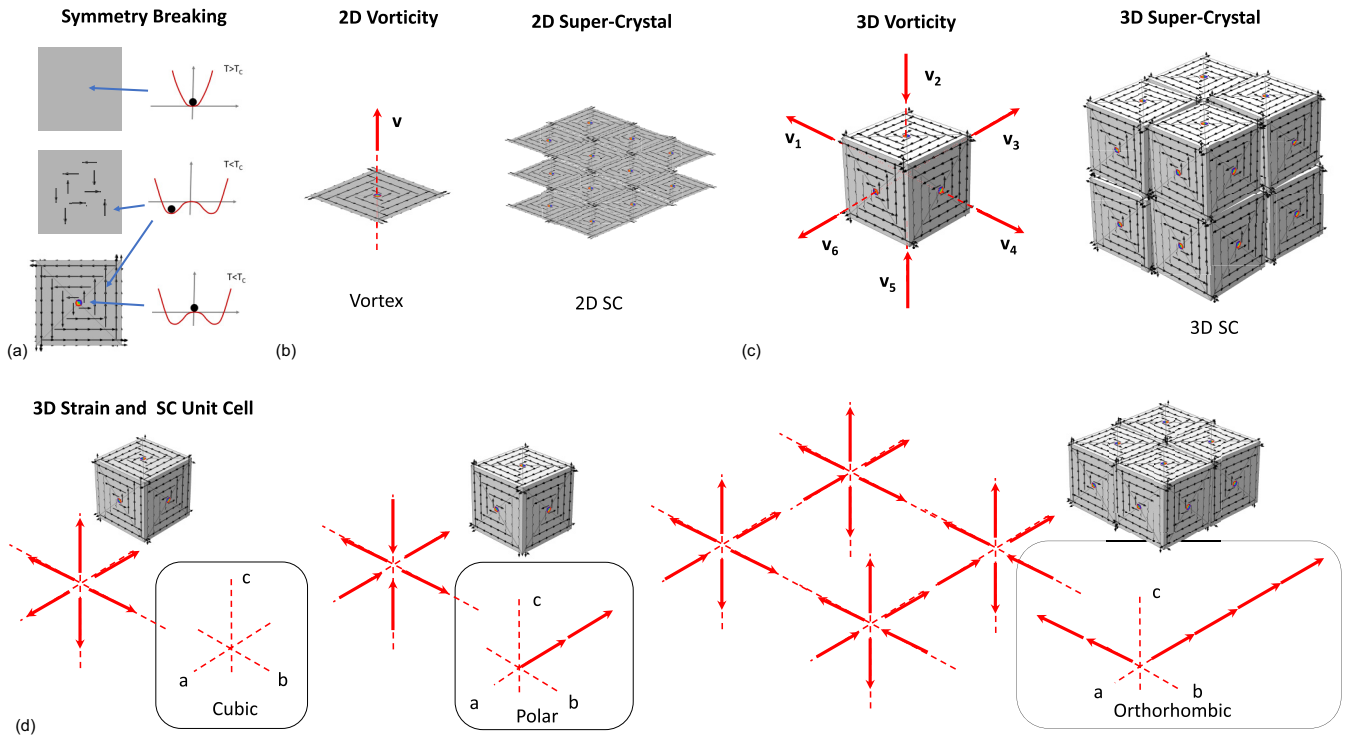 Symmetry Breaking
2D Vorticity
2D Super-Crystal
3D Vorticity
3D Super-Crystal
T>TC
T<TC
T<TC
v
v1
v2
v3
v4
v5
v6
Vortex
2D SC
3D SC
(a)
(b)
(c)
3D Strain and SC Unit Cell
c
a
b
Cubic
c
a
b
Polar
c
a
b
Orthorhombic
(d)